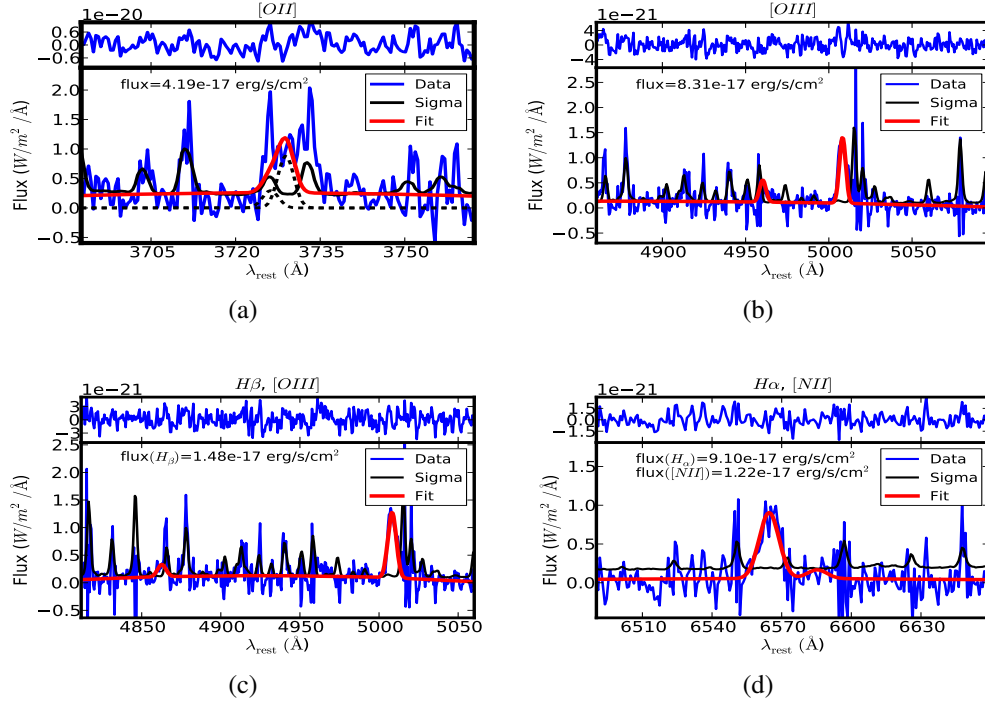 [OII]
1e−20
0.6
0.0
−0.6
flux=4.19e-17 erg/s/cm²
Data
Sigma
Fit
2.0
1.5
1.0
0.5
0.0
−0.5
Flux (W/m² /Å)
3705 3720 3735 3750
λrest (Å)
(a)
[OIII]
1e−21
4
0
−4
flux=8.31e-17 erg/s/cm²
Data
Sigma
Fit
2.5
2.0
1.5
1.0
0.5
0.0
−0.5
Flux (W/m² /Å)
4900 4950 5000 5050
λrest (Å)
(b)
Hβ, [OIII]
1e−21
3
0
−3
flux(Hβ)=1.48e-17 erg/s/cm²
Data
Sigma
Fit
2.5
2.0
1.5
1.0
0.5
0.0
−0.5
Flux (W/m² /Å)
4850 4900 4950 5000 5050
λrest (Å)
(c)
Hα, [NII]
1e−21
1.5
0.0
−1.5
flux(Hα)=9.10e-17 erg/s/cm²
flux([NII])=1.22e-17 erg/s/cm²
Data
Sigma
Fit
1.5
1.0
0.5
0.0
Flux (W/m² /Å)
6510 6540 6570 6600 6630
λrest (Å)
(d)